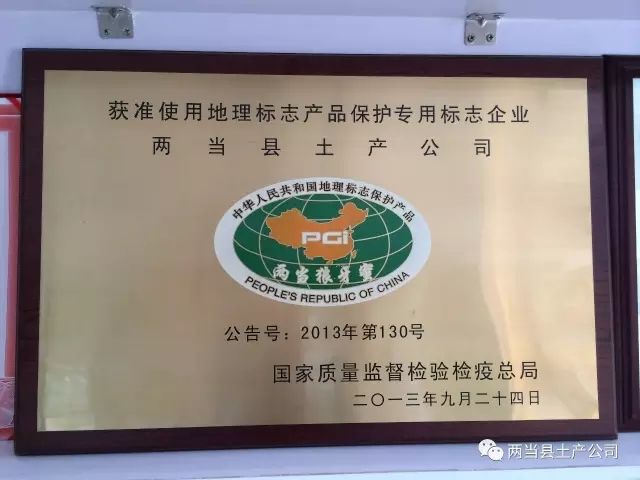 获准使用地理标志产品保护专用标志企业
两当县土产公司
中华人民共和国地理标志保护产品
PGI
两当狼牙蜜
PEOPLE'S REPUBLIC OF CHINA
公告号：2013年第130号
国家质量监督检验检疫总局
二〇一三年九月二十四日
两当县土产公司